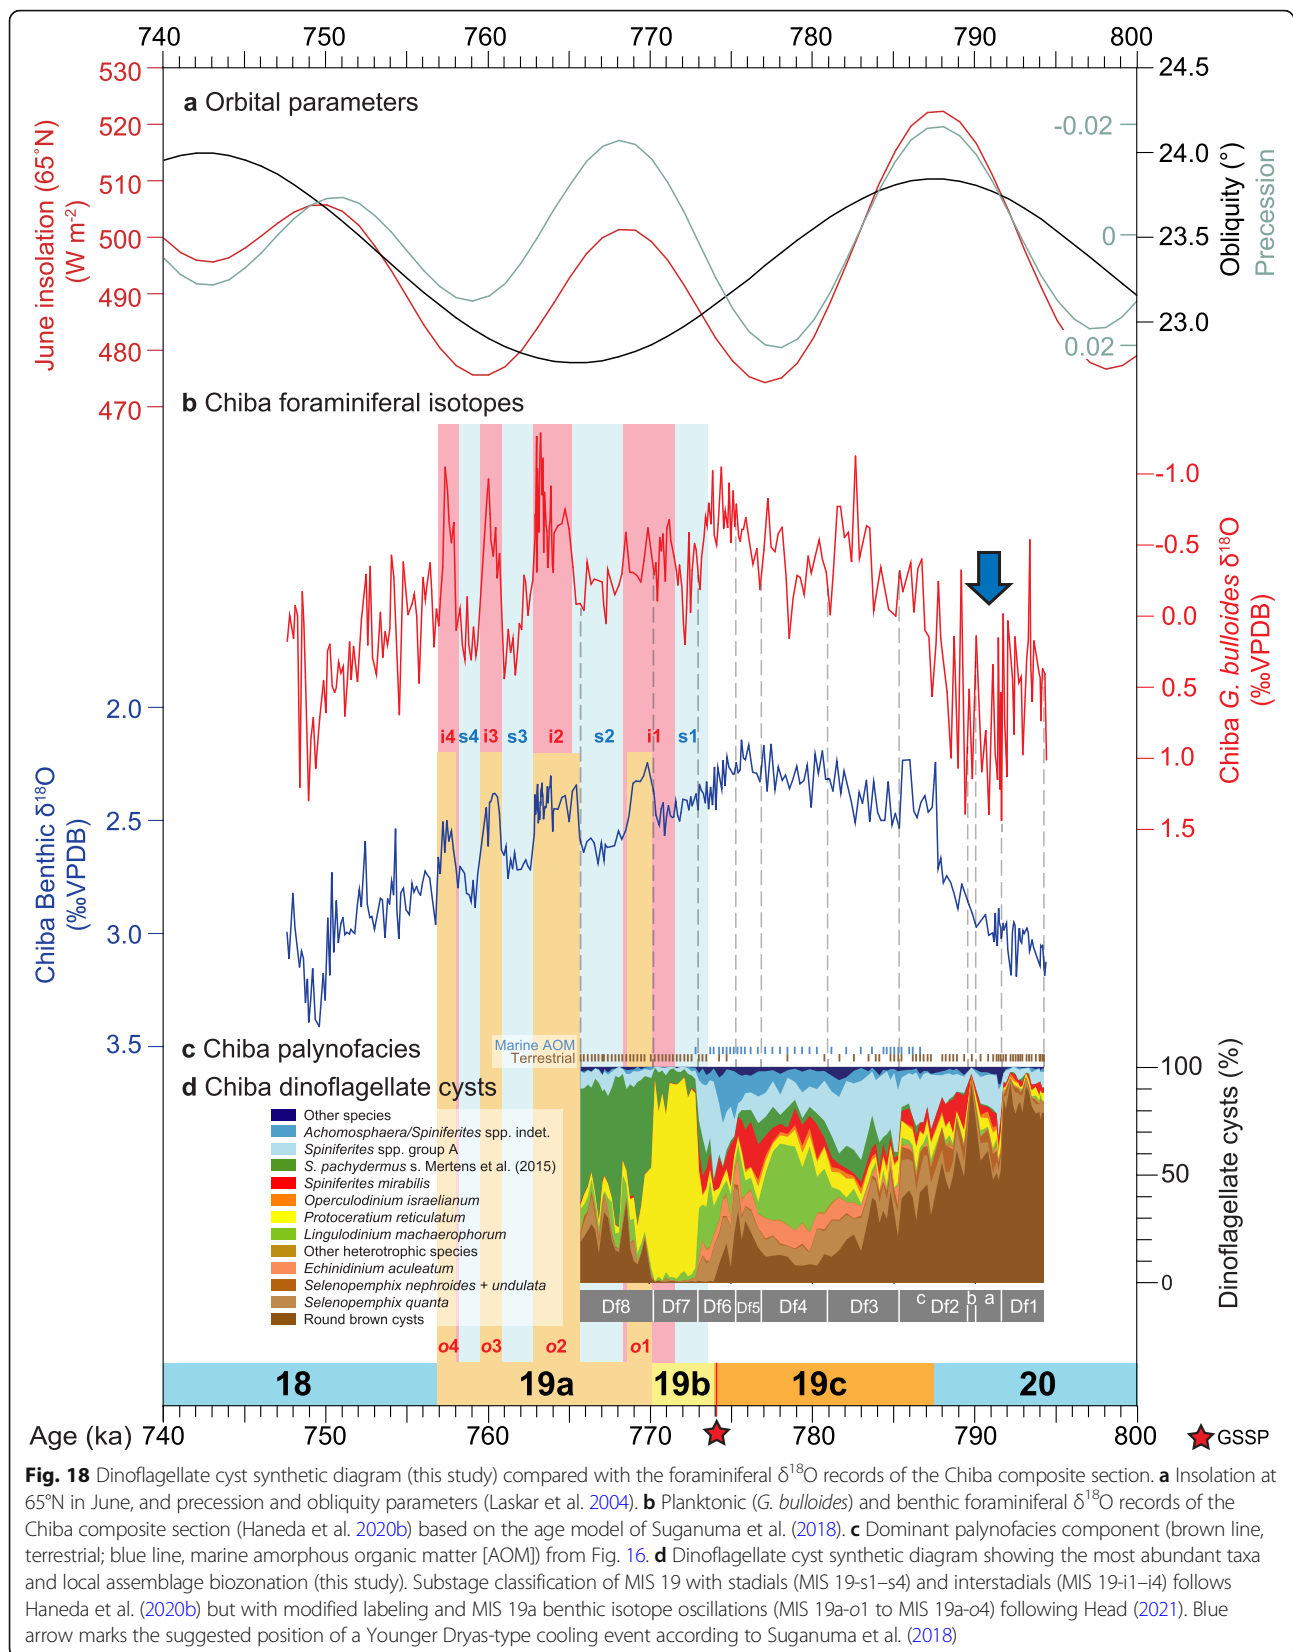 740 750 760 770 780 790 800
a Orbital parameters
530
520
510
500
490
480
470
June insolation (65°N)
(W m-2)
24.5
24.0
23.5
23.0
Obliquity (°)
-0.02
0
0.02
Precession
b Chiba foraminiferal isotopes
-1.0
-0.5
0.0
0.5
1.0
1.5
Chiba G. bulloides δ18O
(‰VPDB)
i4 s4 i3 s3 i2 s2 i1 s1
2.0
2.5
3.0
3.5
Chiba Benthic δ18O
(‰VPDB)
c Chiba palynofacies
Marine AOM
Terrestrial
d Chiba dinoflagellate cysts
Other species
Achomosphaera/Spiniferites spp. indet.
Spiniferites spp. group A
S. pachydermus s. Mertens et al. (2015)
Spiniferites mirabilis
Operculodinium israelianum
Protoceratium reticulatum
Lingulodinium machaerophorum
Other heterotrophic species
Echinidinium aculeatum
Selenopemphix nephroides + undulata
Selenopemphix quanta
Round brown cysts
100
50
0
Dinoflagellate cysts (%)
Df8 Df7 Df6 Df5 Df4 Df3 c Df2 b a Df1
o4 o3 o2 o1
18 19a 19b 19c 20
Age (ka) 740 750 760 770 780 790 800
GSSP
Fig. 18 Dinoflagellate cyst synthetic diagram (this study) compared with the foraminiferal δ18O records of the Chiba composite section. a Insolation at
65°N in June, and precession and obliquity parameters (Laskar et al. 2004). b Planktonic (G. bulloides) and benthic foraminiferal δ18O records of the
Chiba composite section (Haneda et al. 2020b) based on the age model of Suganuma et al. (2018). c Dominant palynofacies component (brown line,
terrestrial; blue line, marine amorphous organic matter [AOM]) from Fig. 16. d Dinoflagellate cyst synthetic diagram showing the most abundant taxa
and local assemblage biozonation (this study). Substage classification of MIS 19 with stadials (MIS 19-s1–s4) and interstadials (MIS 19-i1–i4) follows
Haneda et al. (2020b) but with modified labeling and MIS 19a benthic isotope oscillations (MIS 19a-o1 to MIS 19a-o4) following Head (2021). Blue
arrow marks the suggested position of a Younger Dryas-type cooling event according to Suganuma et al. (2018)